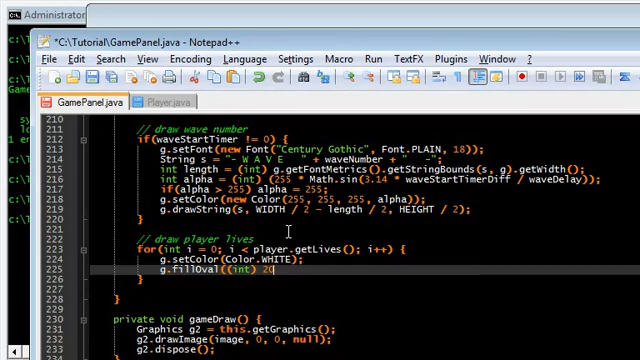 Administrator
*C:\Tutorial\GamePanel.java - Notepad++
File Edit Search View Encoding Language Settings Macro Run TextFX Plugins Window ?
GamePanel.java Player.java
210
211 // draw wave number
212 if(waveStartTimer != 0) {
213 g.setFont(new Font("Century Gothic", Font.PLAIN, 18));
214 String s = "- W A V E   " + waveNumber + "   -";
215 int length = (int) g.getFontMetrics().getStringBounds(s, g).getWidth();
216 int alpha = (int) (255 * Math.sin(3.14 * waveStartTimerDiff / waveDelay));
217 if(alpha > 255) alpha = 255;
218 g.setColor(new Color(255, 255, 255, alpha));
219 g.drawString(s, WIDTH / 2 - length / 2, HEIGHT / 2);
220 }
221
222 // draw player lives
223 for(int i = 0; i < player.getLives(); i++) {
224 g.setColor(Color.WHITE);
225 g.fillOval((int) 20
226 }
227
228 }
229
230 private void gameDraw() {
231 Graphics g2 = this.getGraphics();
232 g2.drawImage(image, 0, 0, null);
233 g2.dispose();
234